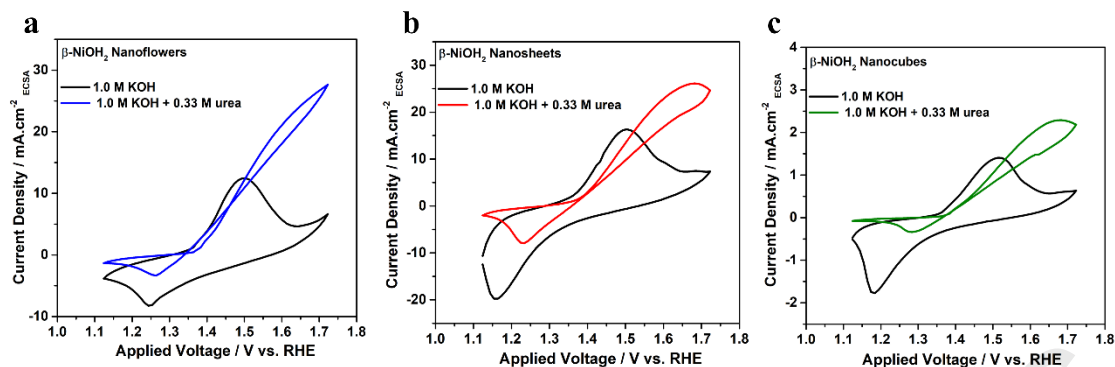 a
β-NiOH₂ Nanoflowers
1.0 M KOH
1.0 M KOH + 0.33 M urea
Current Density / mA.cm⁻² ECSA
30
20
10
0
-10
1.0 1.1 1.2 1.3 1.4 1.5 1.6 1.7 1.8
Applied Voltage / V vs. RHE
b
β-NiOH₂ Nanosheets
1.0 M KOH
1.0 M KOH + 0.33 M urea
Current Density / mA.cm⁻² ECSA
30
20
10
0
-10
-20
1.0 1.1 1.2 1.3 1.4 1.5 1.6 1.7 1.8
Applied Voltage / V vs. RHE
c
β-NiOH₂ Nanocubes
1.0 M KOH
1.0 M KOH + 0.33 M urea
Current Density / mA.cm⁻² ECSA
4
3
2
1
0
-1
-2
1.0 1.1 1.2 1.3 1.4 1.5 1.6 1.7 1.8
Applied Voltage / V vs. RHE